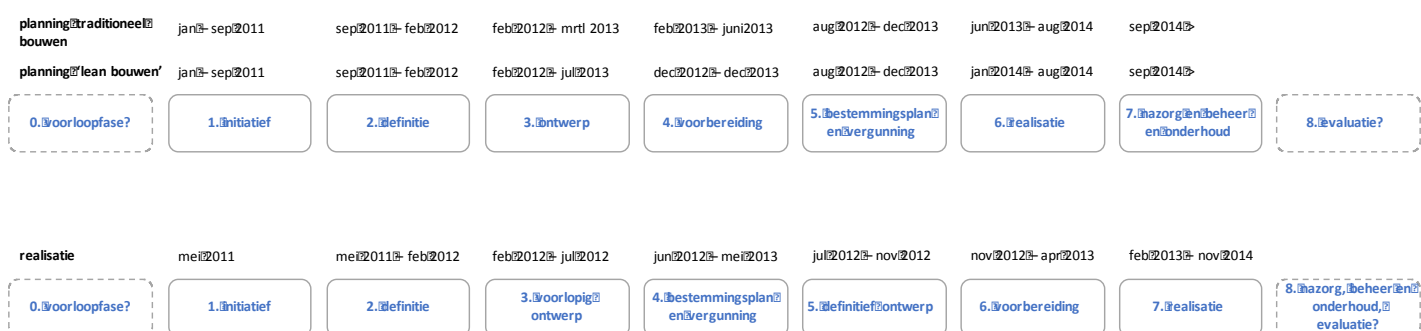 planning traditioneel
bouwen
jan – sep 2011
sep 2011 – feb 2012
feb 2012 – mrtl 2013
feb 2013 – juni2013
aug 2012 – dec 2013
jun 2013 – aug 2014
sep 2014 >
planning 'lean bouwen'
jan – sep 2011
sep 2011 – feb 2012
feb 2012 – jul 2013
dec 2012 – dec 2013
aug 2012 – dec 2013
jan 2014 – aug 2014
sep 2014 >
0. voorloopfase?
1. initiatief
2. definitie
3. ontwerp
4. voorbereiding
5. bestemmingsplan
en vergunning
6. realisatie
7. nazorg en beheer
en onderhoud
8. evaluatie?
realisatie
mei 2011
mei 2011 – feb 2012
feb 2012 – jul 2012
jun 2012 – mei 2013
jul 2012 – nov 2012
nov 2012 – apr 2013
feb 2013 – nov 2014
0. voorloopfase?
1. initiatief
2. definitie
3. voorlopig
ontwerp
4. bestemmingsplan
en vergunning
5. definitief ontwerp
6. voorbereiding
7. realisatie
8. nazorg, beheer en
onderhoud,
evaluatie?